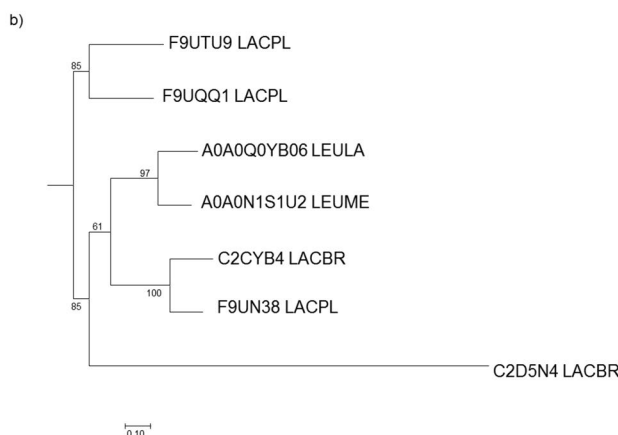 b)
F9UTU9 LACPL
85
F9UQQ1 LACPL
A0A0Q0YB06 LEULA
97
A0A0N1S1U2 LEUME
61
C2CYB4 LACBR
100
F9UN38 LACPL
85
C2D5N4 LACBR
0.10